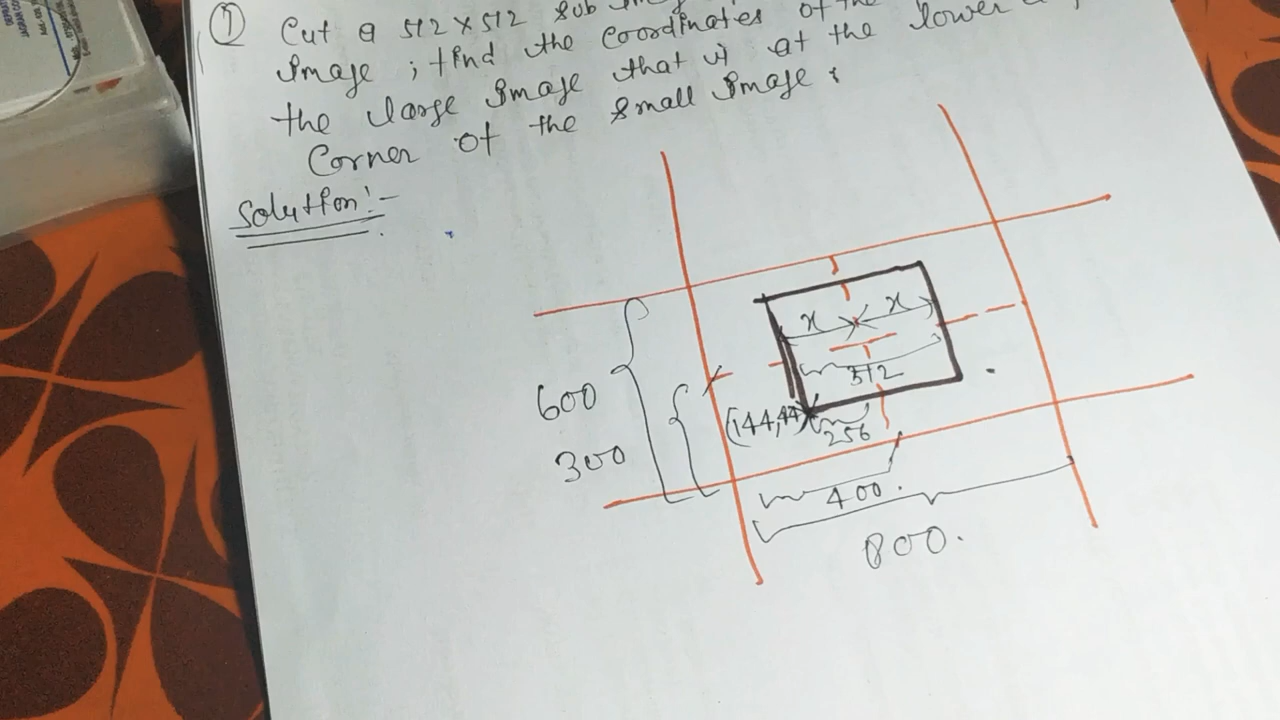 ① Cut a 512 × 512 sub
Image ; find the coordinates of the
the large Image that is at the lower
Corner of the small Image :
Solution :-
x x
512
(144,44)
256
600
300
400.
800.